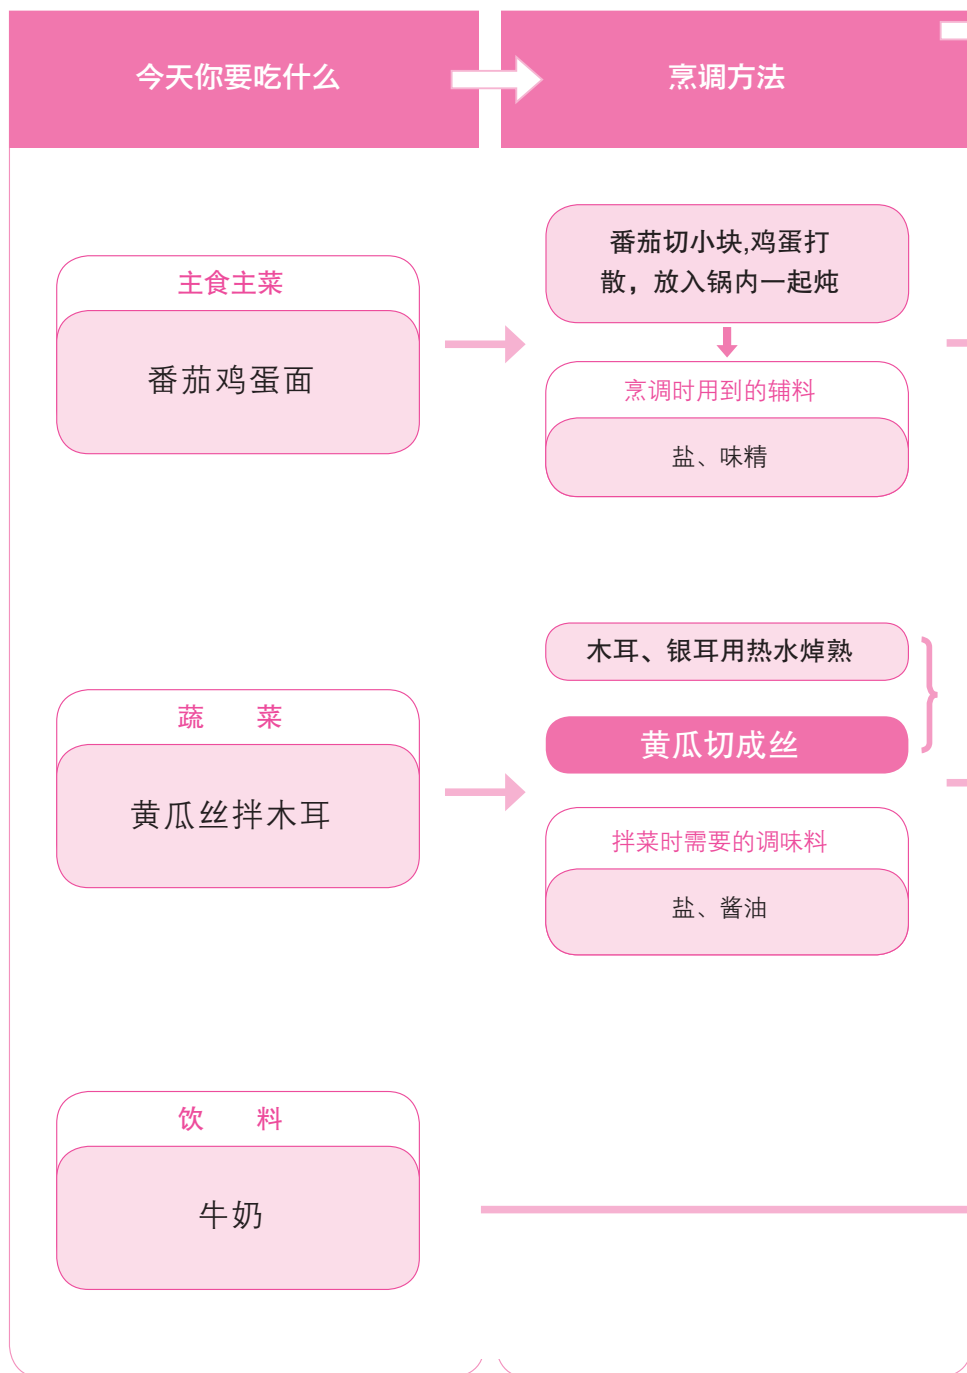 今天你要吃什么
烹调方法
主食主菜
番茄鸡蛋面
番茄切小块,鸡蛋打
散，放入锅内一起炖
烹调时用到的辅料
盐、味精
蔬 菜
黄瓜丝拌木耳
木耳、银耳用热水焯熟
黄瓜切成丝
拌菜时需要的调味料
盐、酱油
饮 料
牛奶